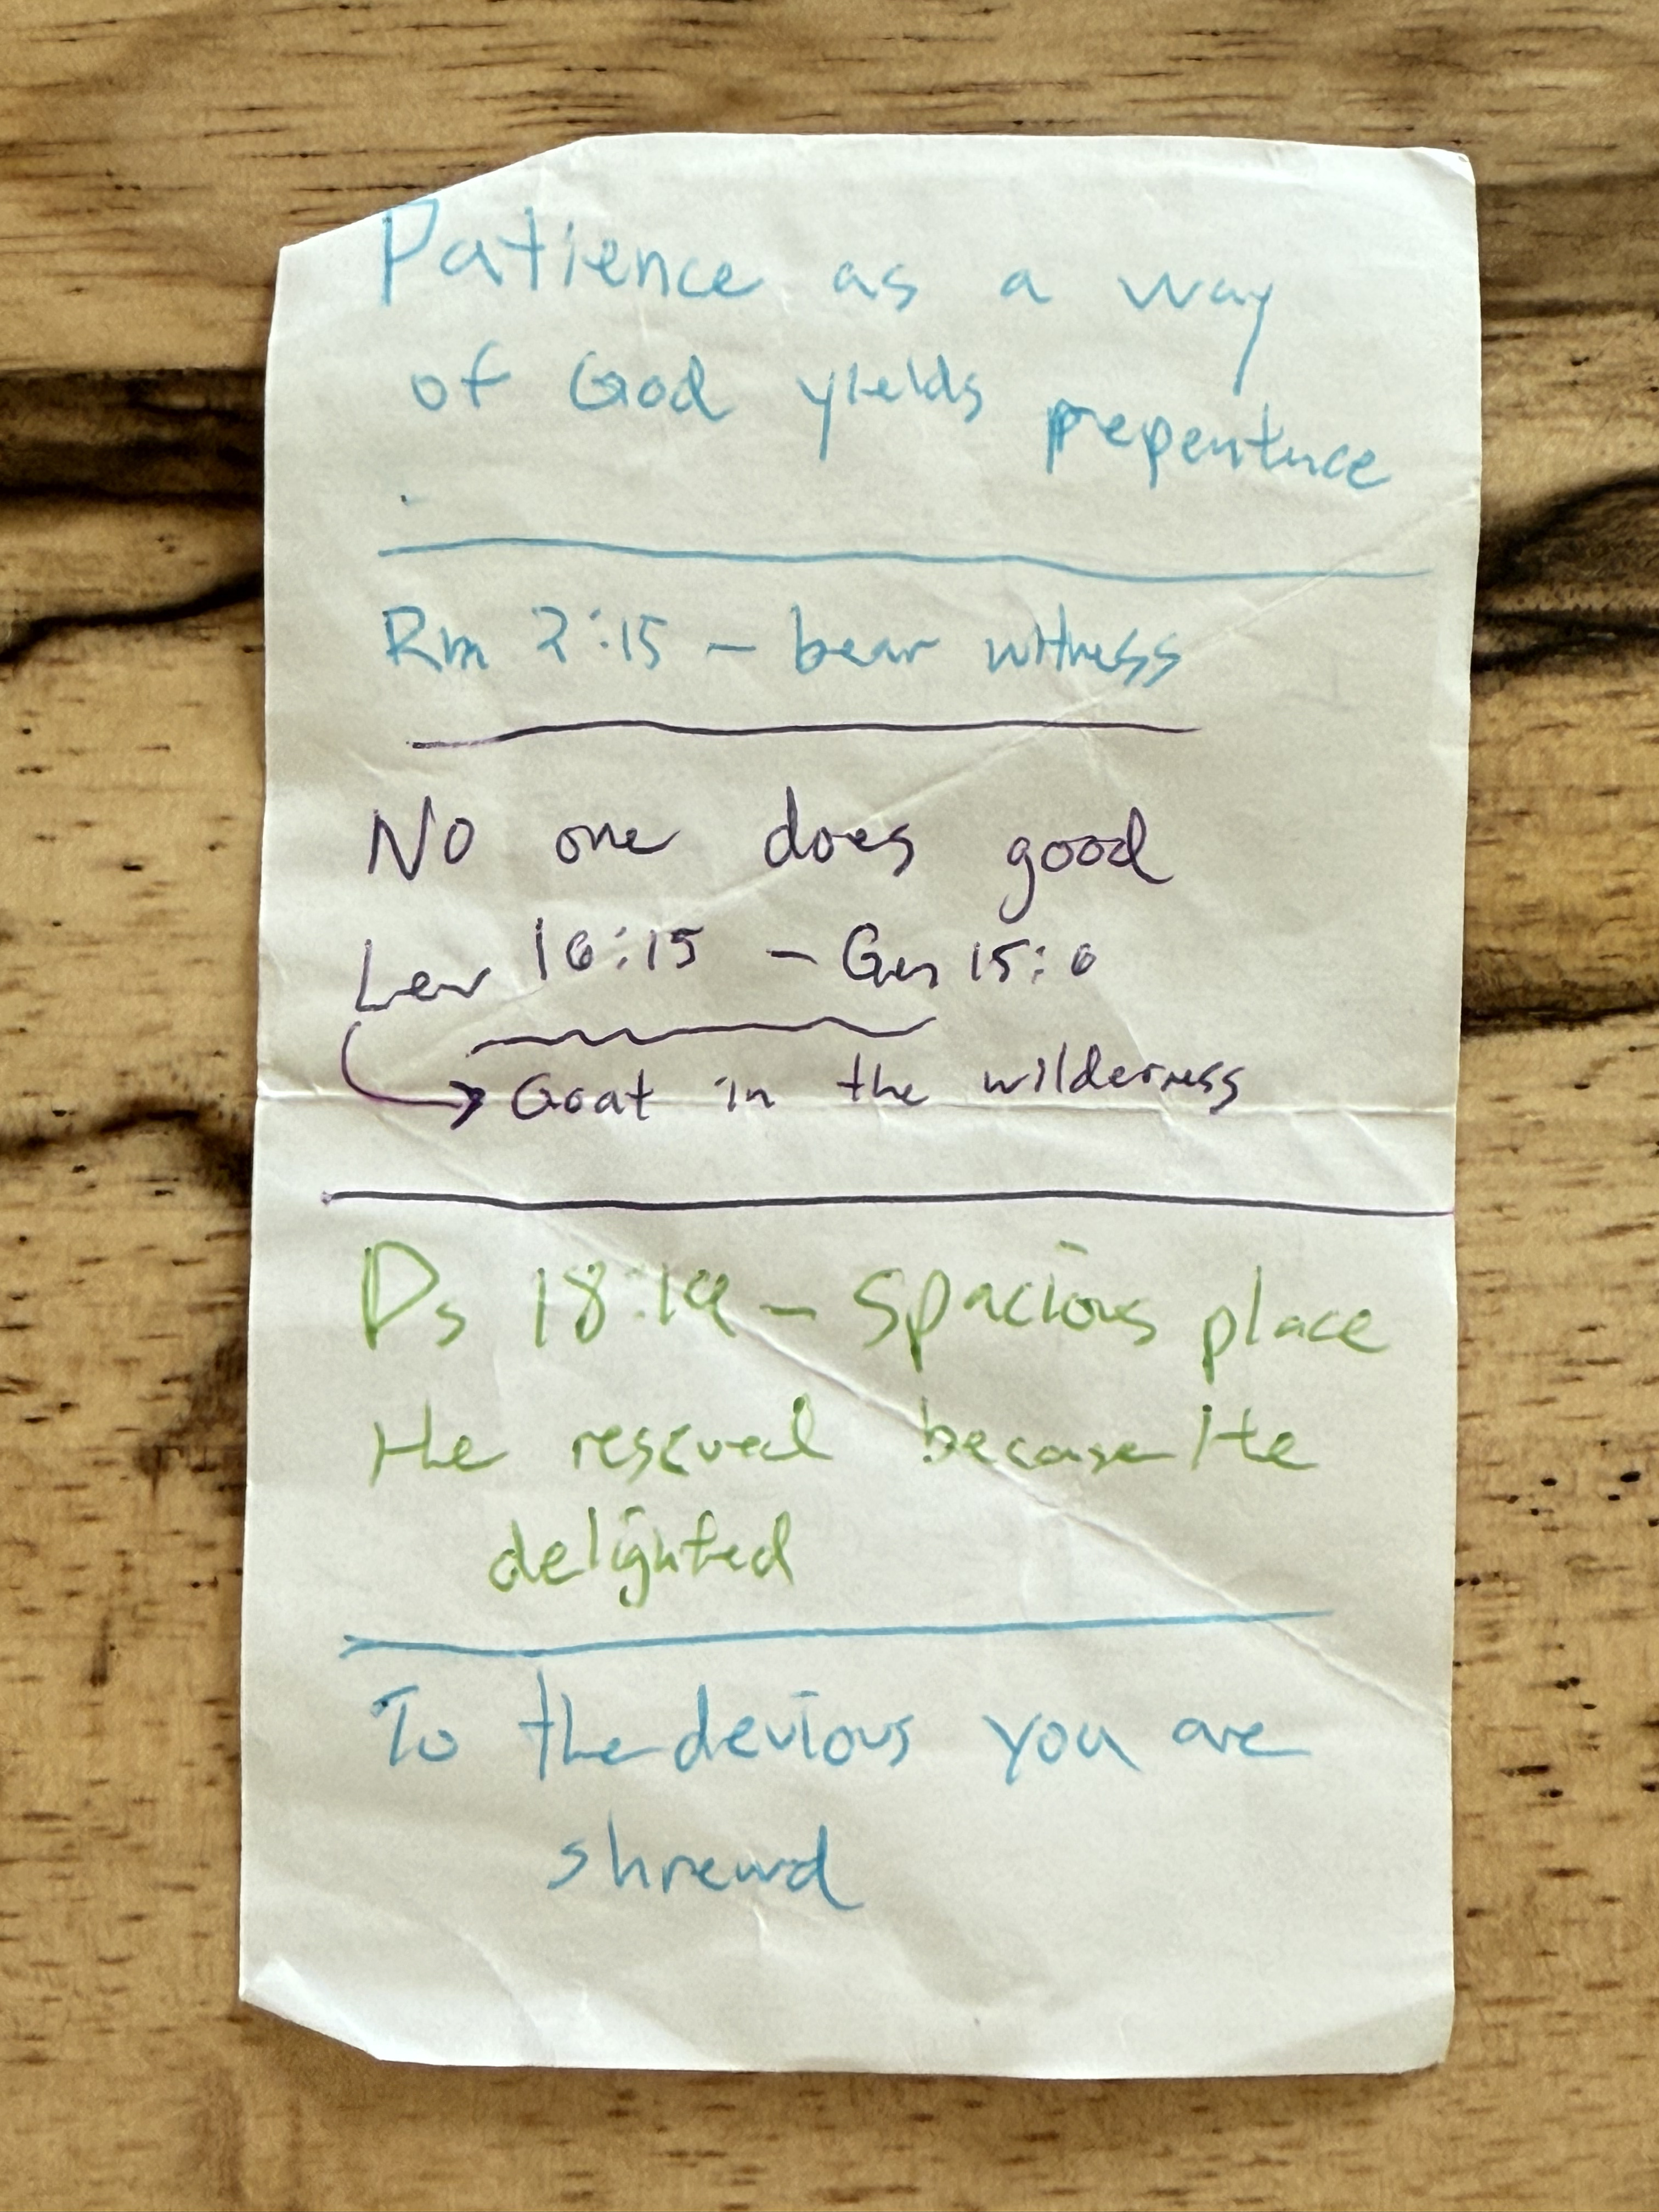 Patience as a way
of God yields prepentnce
Rm 2:15 - bear witness
No one does good
Lev 16:15 - Gen 15:6
→ Goat in the wilderness
Ps 18:19 - Spacious place
He rescued because He
delighted
To the devious you are
shrewd